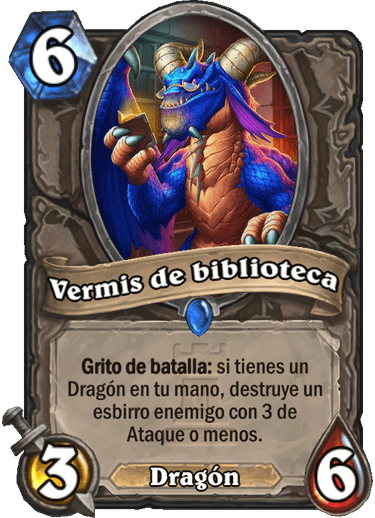 6
Vermis de biblioteca
Grito de batalla: si tienes un
Dragón en tu mano, destruye un
esbirro enemigo con 3 de
Ataque o menos.
3
Dragón
6